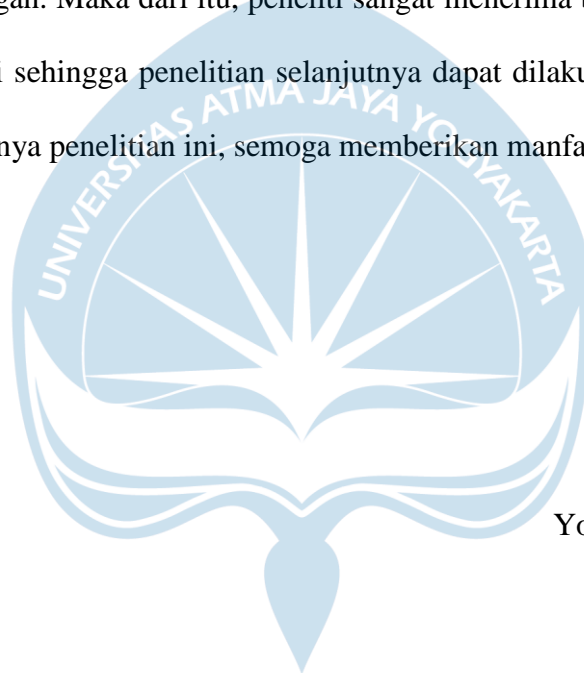 gan. Maka dari itu, peneliti sangat menerima
i sehingga penelitian selanjutnya dapat dilaku
nya penelitian ini, semoga memberikan manfa
UNIVERSITAS ATMA JAYA YOGYAKARTA
Yo